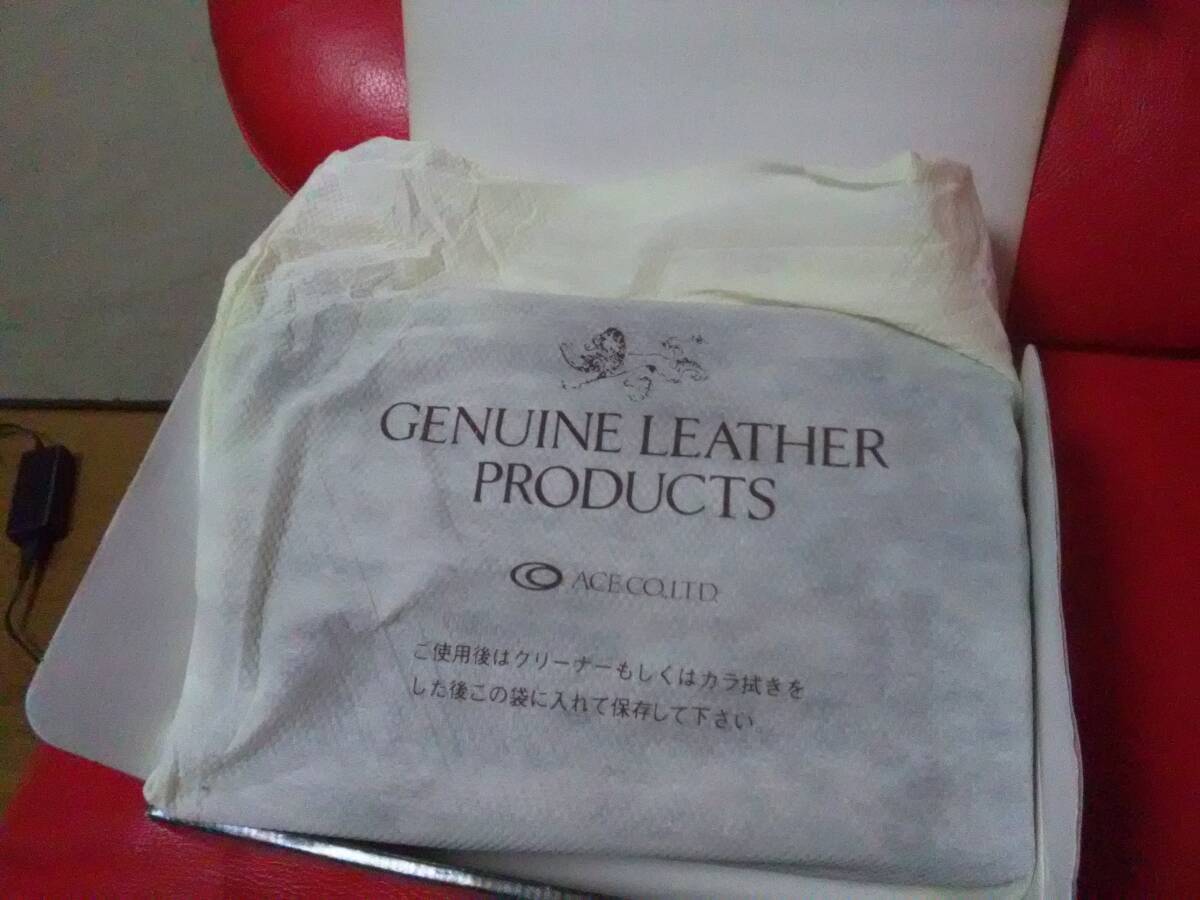 GENUINE LEATHER
PRODUCTS
ACE CO.,LTD.
ご使用後はクリーナーもしくはカラ拭きを
した後この袋に入れて保存して下さい。